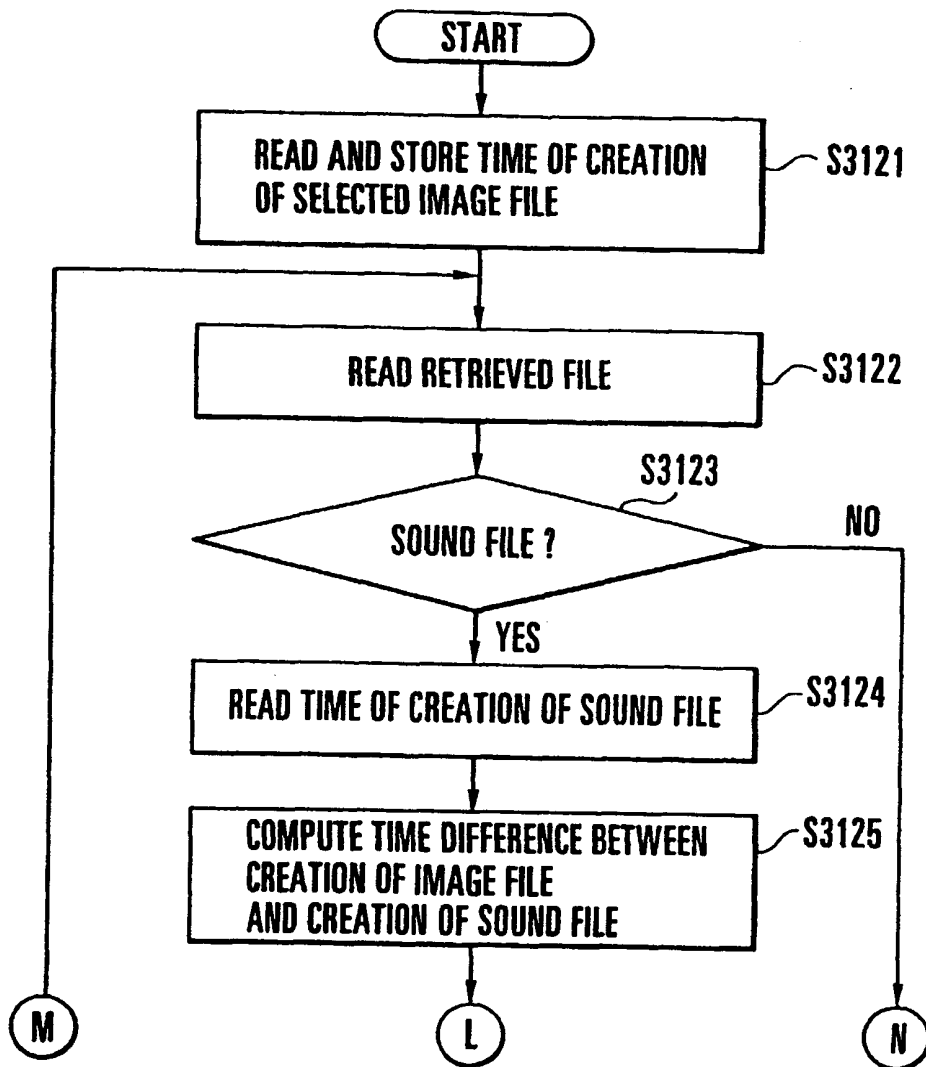 START
READ AND STORE TIME OF CREATION
OF SELECTED IMAGE FILE
S3121
READ RETRIEVED FILE
S3122
S3123
SOUND FILE ?
NO
YES
READ TIME OF CREATION OF SOUND FILE
S3124
COMPUTE TIME DIFFERENCE BETWEEN
CREATION OF IMAGE FILE
AND CREATION OF SOUND FILE
S3125
M
L
N